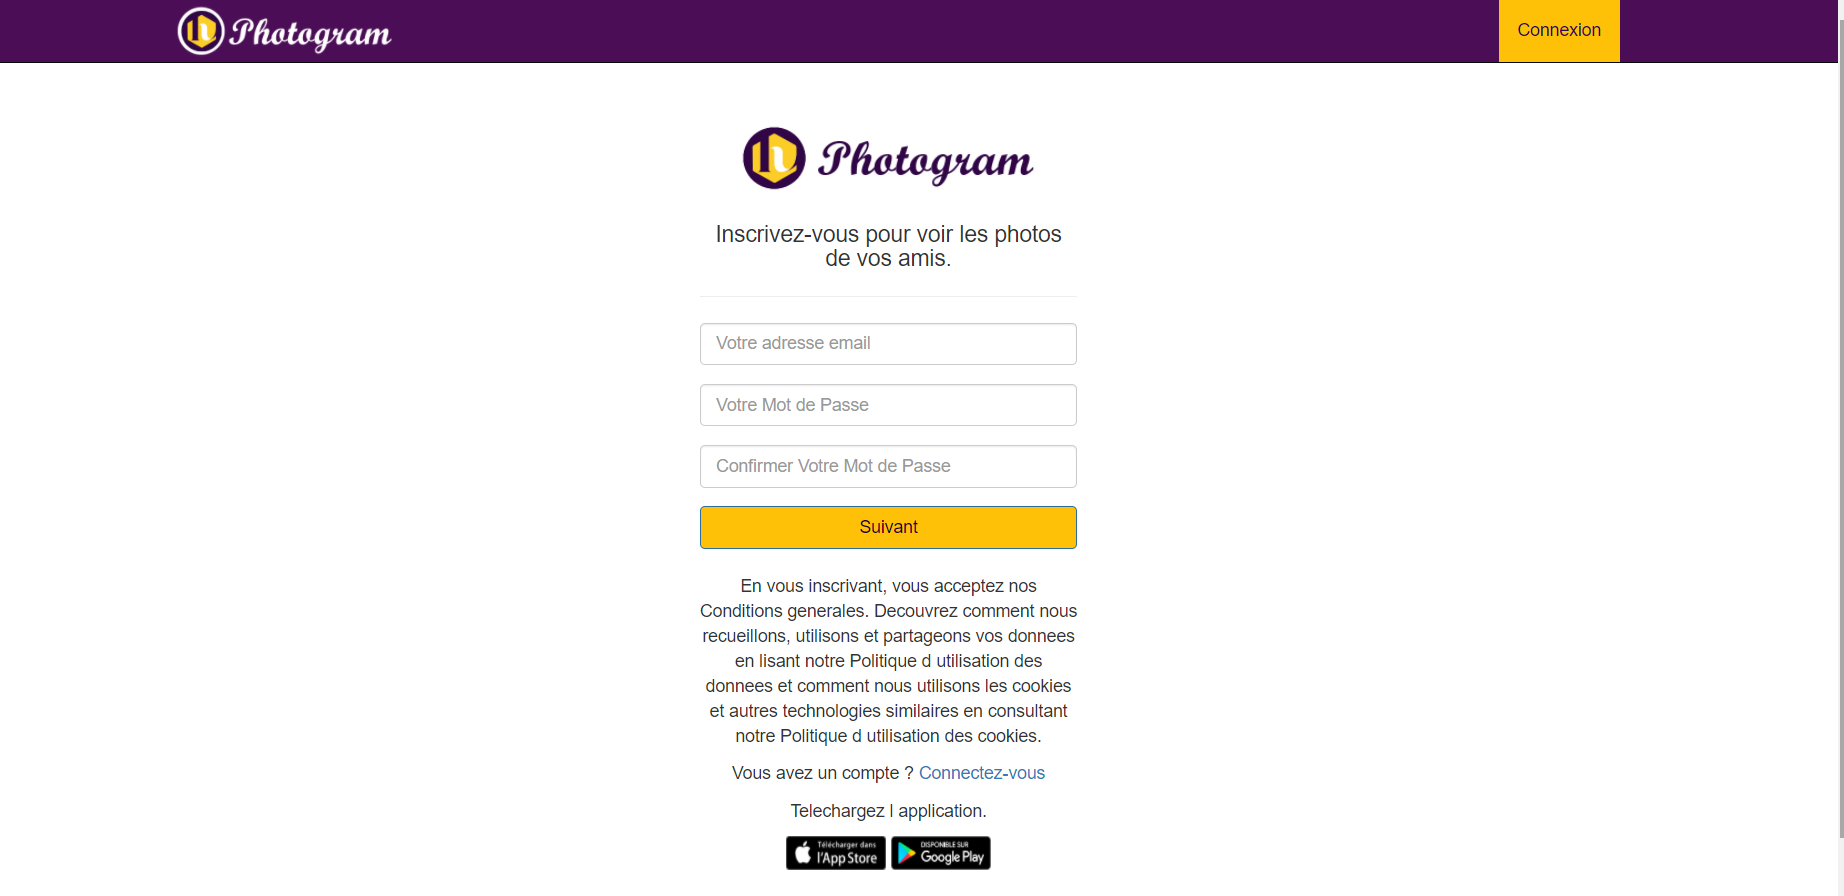 Photogram
Connexion
Photogram
Inscrivez-vous pour voir les photos
de vos amis.
Votre adresse email
Votre Mot de Passe
Confirmer Votre Mot de Passe
Suivant
En vous inscrivant, vous acceptez nos
Conditions generales. Decouvrez comment nous
recueillons, utilisons et partageons vos donnees
en lisant notre Politique d utilisation des
donnees et comment nous utilisons les cookies
et autres technologies similaires en consultant
notre Politique d utilisation des cookies.
Vous avez un compte ? Connectez-vous
Telechargez l application.
Télécharger dans
l'App Store
DISPONIBLE SUR
Google Play